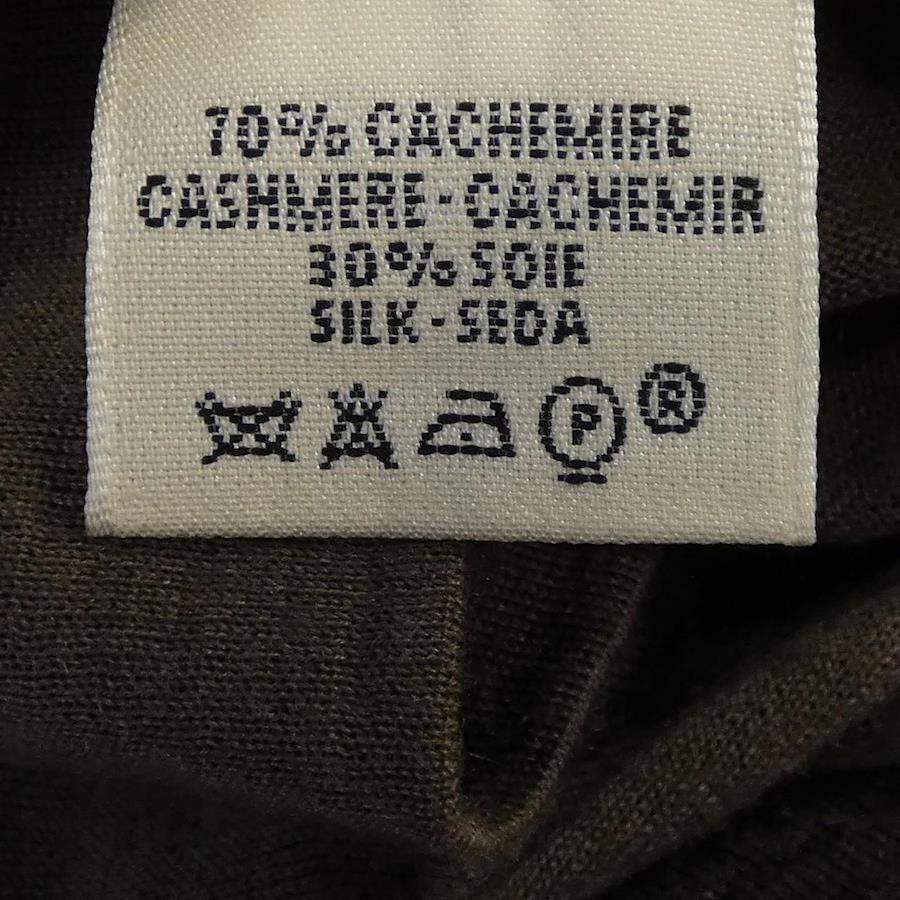 70% CACHEMIRE
CASHMERE·CACHEMIR
30% SOIE
SILK·SEDA
P ®